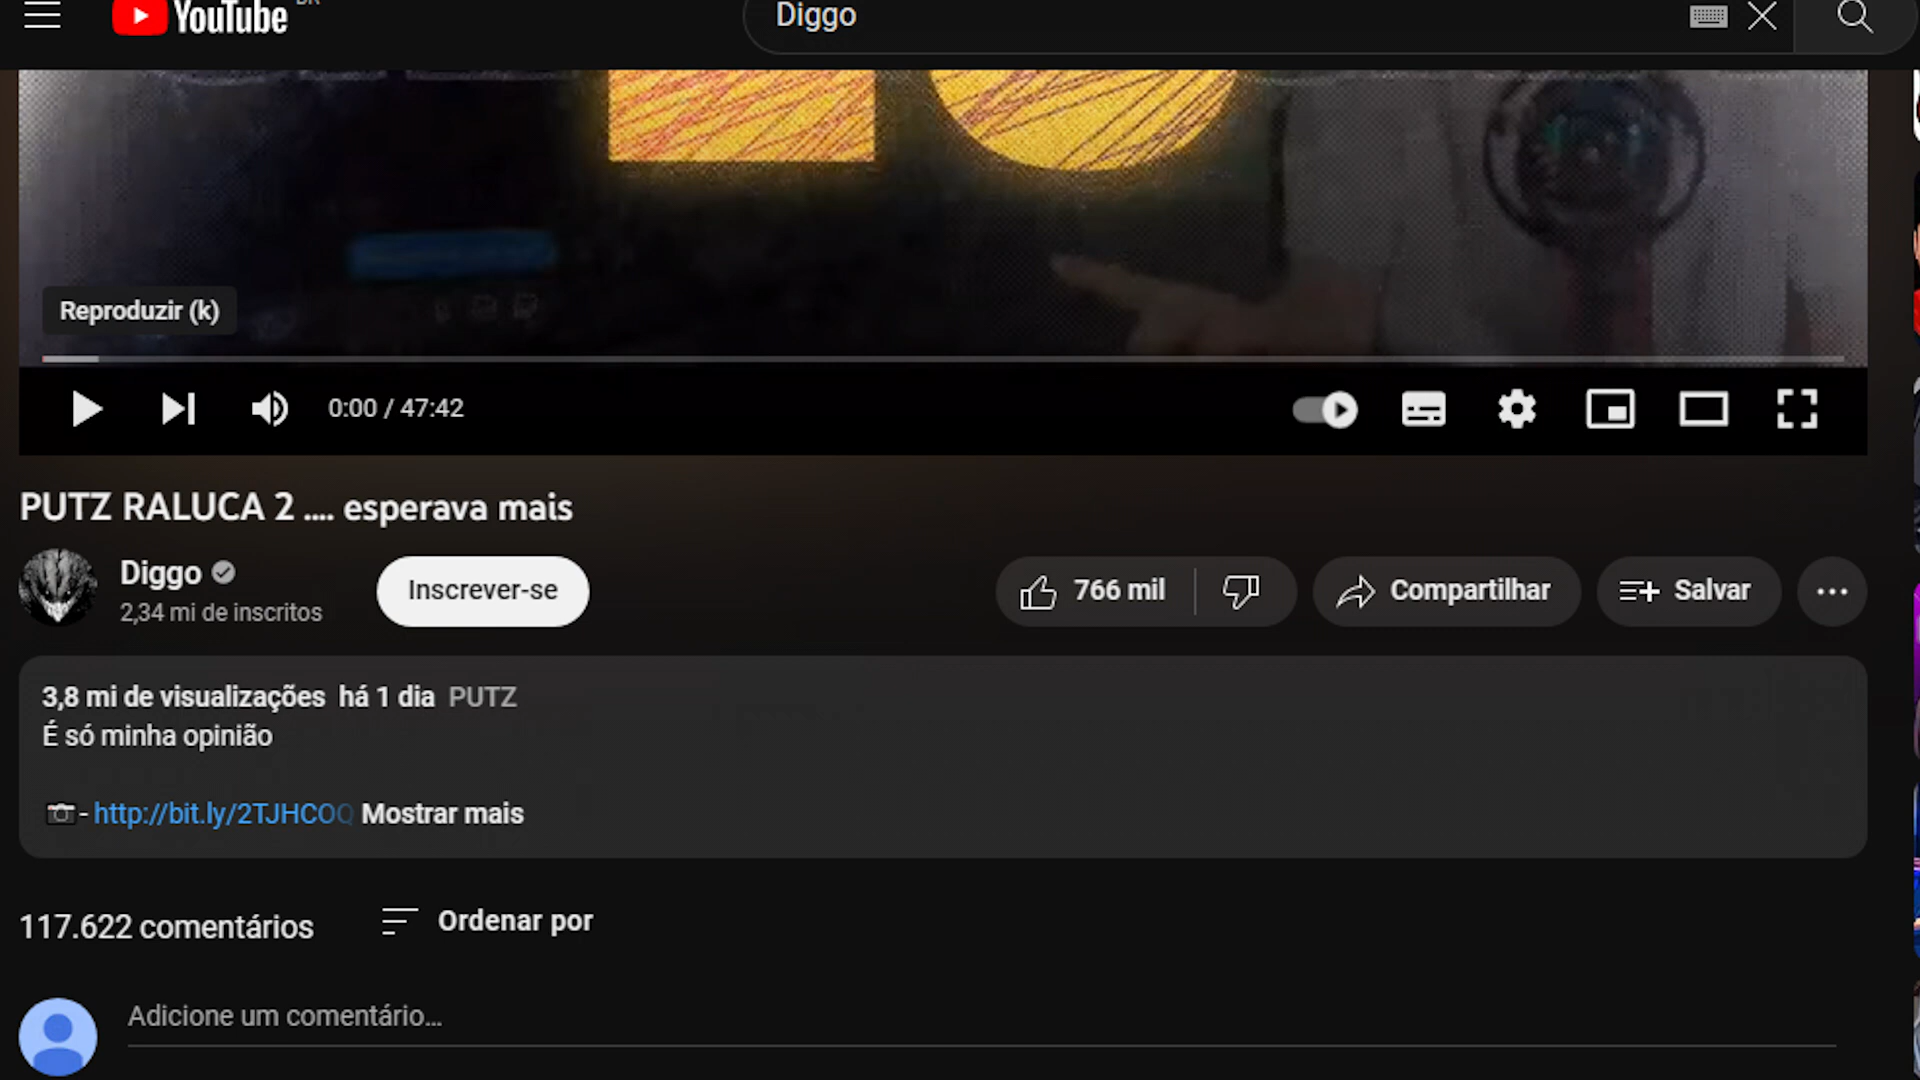 YouTube BR
Diggo
Reproduzir (k)
0:00 / 47:42
PUTZ RALUCA 2 .... esperava mais
Diggo
2,34 mi de inscritos
Inscrever-se
766 mil
Compartilhar
Salvar
3,8 mi de visualizações há 1 dia PUTZ
É só minha opinião
- http://bit.ly/2TJHCOQ Mostrar mais
117.622 comentários
Ordenar por
Adicione um comentário...